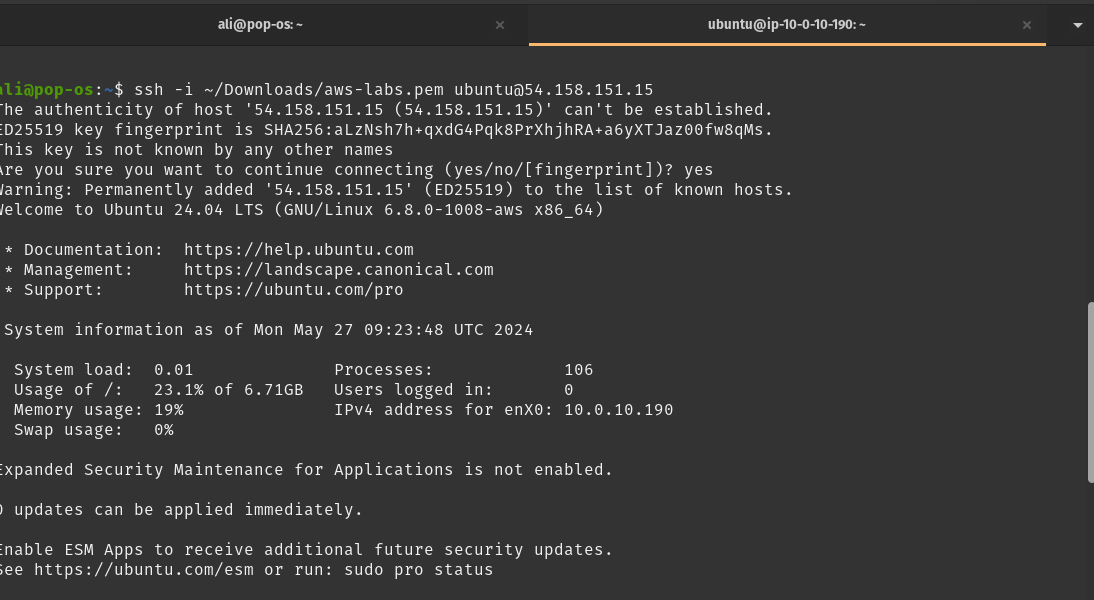 ali@pop-os: ~
ubuntu@ip-10-0-10-190: ~
ali@pop-os:~$ ssh -i ~/Downloads/aws-labs.pem ubuntu@54.158.151.15
The authenticity of host '54.158.151.15 (54.158.151.15)' can't be established.
ED25519 key fingerprint is SHA256:aLzNsh7h+qxdG4Pqk8PrXhjhRA+a6yXTJaz00fw8qMs.
This key is not known by any other names
Are you sure you want to continue connecting (yes/no/[fingerprint])? yes
Warning: Permanently added '54.158.151.15' (ED25519) to the list of known hosts.
Welcome to Ubuntu 24.04 LTS (GNU/Linux 6.8.0-1008-aws x86_64)
* Documentation:  https://help.ubuntu.com
* Management:     https://landscape.canonical.com
* Support:        https://ubuntu.com/pro
System information as of Mon May 27 09:23:48 UTC 2024
System load:  0.01              Processes:             106
Usage of /:   23.1% of 6.71GB   Users logged in:       0
Memory usage: 19%               IPv4 address for enX0: 10.0.10.190
Swap usage:   0%
Expanded Security Maintenance for Applications is not enabled.
0 updates can be applied immediately.
Enable ESM Apps to receive additional future security updates.
See https://ubuntu.com/esm or run: sudo pro status